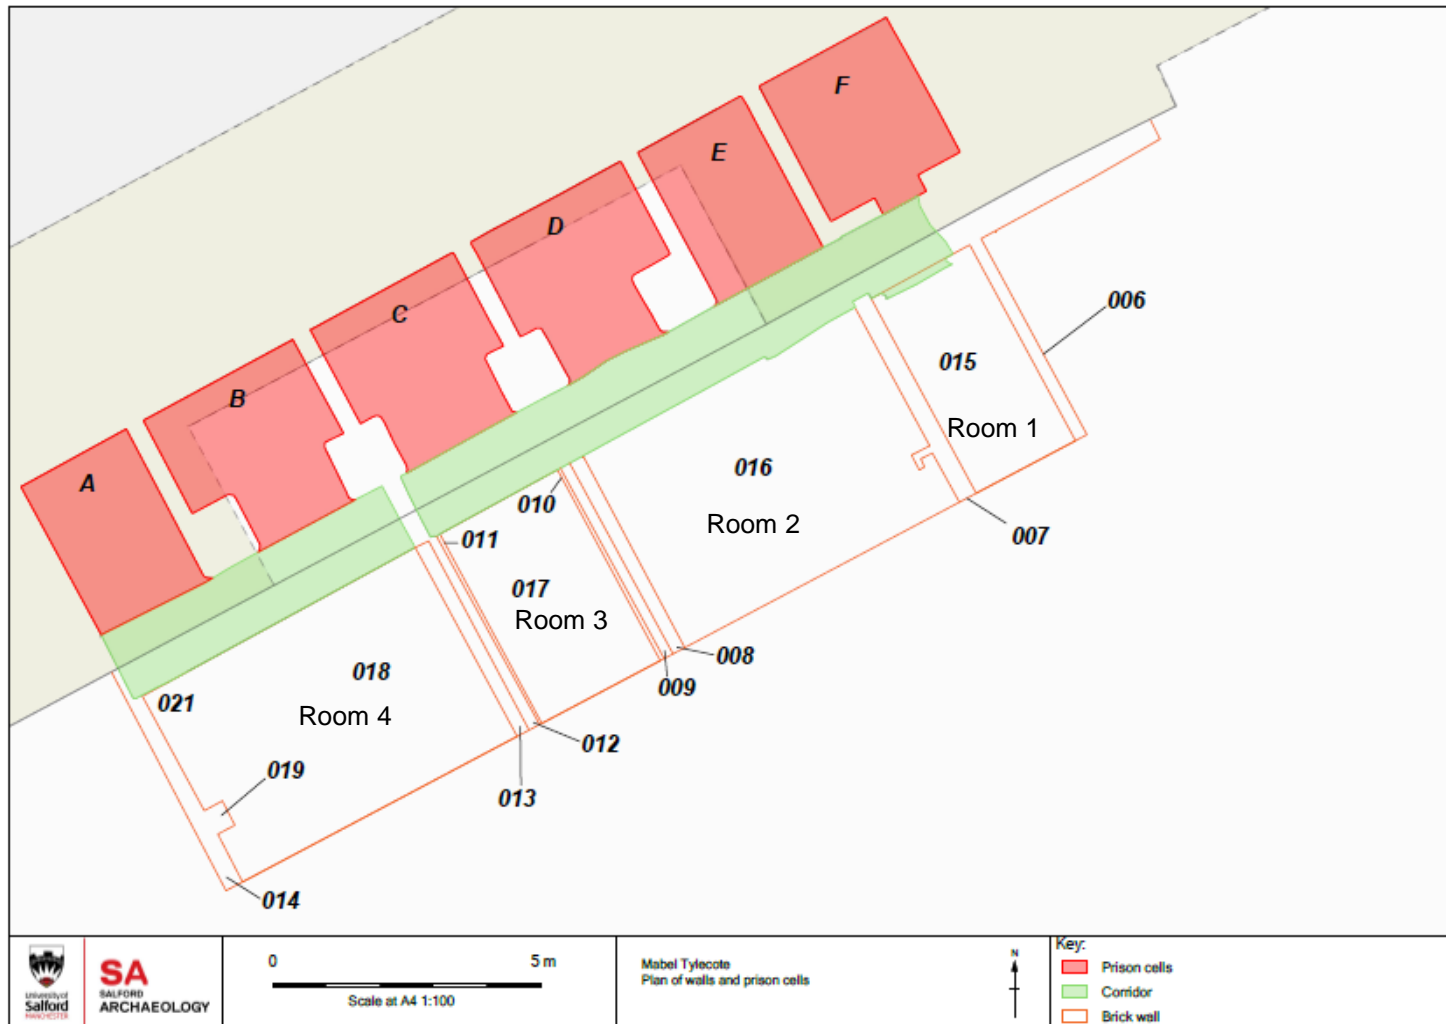 F
E
D
C
B
A
006
015
Room 1
016
Room 2
007
010
011
017
Room 3
008
009
012
013
018
Room 4
021
019
014
University of
Salford
MANCHESTER
SA
SALFORD
ARCHAEOLOGY
0 5 m
Scale at A4 1:100
Mabel Tylecote
Plan of walls and prison cells
N
Key:
Prison cells
Corridor
Brick wall